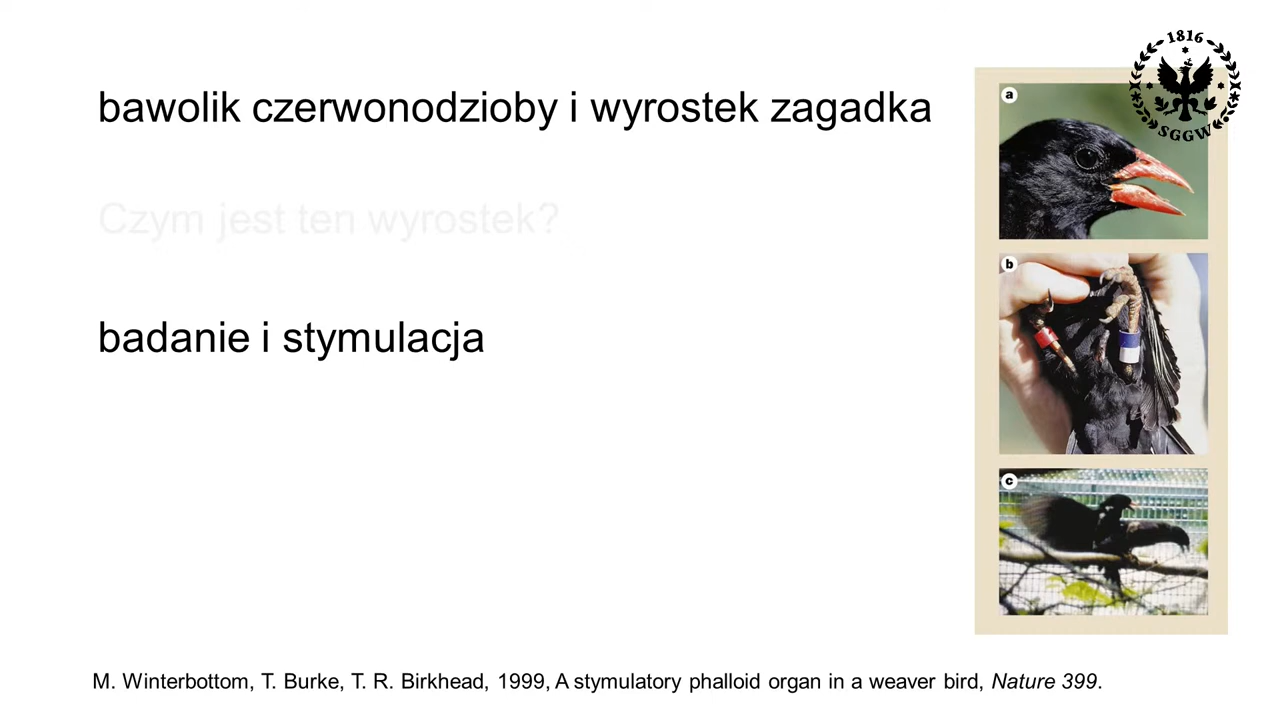 bawolik czerwonodzioby i wyrostek zagadka
Czym jest ten wyrostek?
badanie i stymulacja
1816
SGGW
a
b
c
M. Winterbottom, T. Burke, T. R. Birkhead, 1999, A stymulatory phalloid organ in a weaver bird, Nature 399.